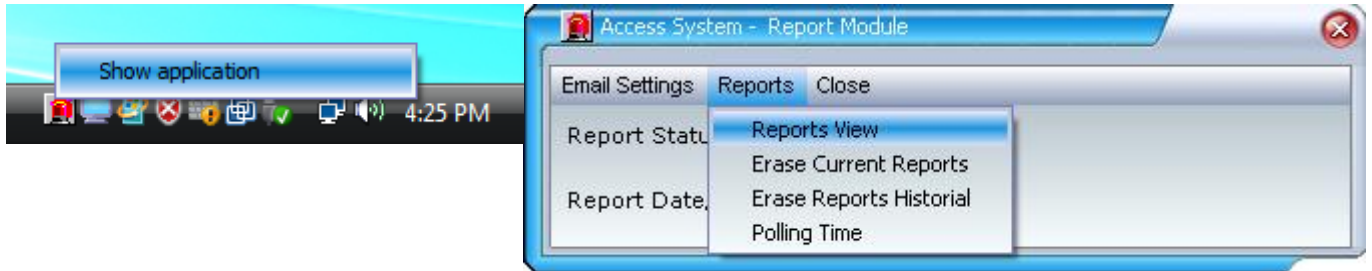 Show application
4:25 PM
Access System - Report Module
Email Settings Reports Close
Report Statu
Reports View
Erase Current Reports
Report Date,
Erase Reports Historial
Polling Time